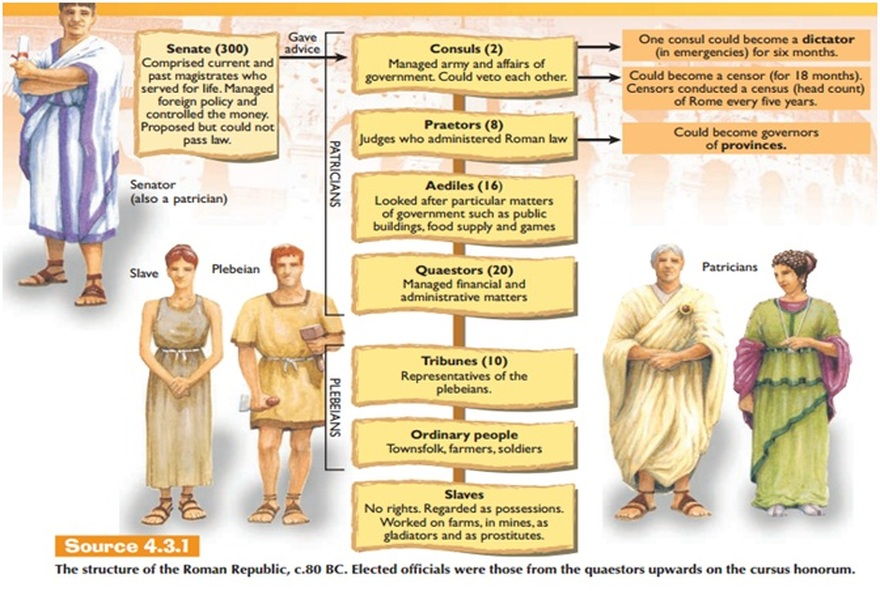 Senate (300)
Comprised current and
past magistrates who
served for life. Managed
foreign policy and
controlled the money.
Proposed but could not
pass law.
Gave
advice
Consuls (2)
Managed army and affairs of
government. Could veto each other.
One consul could become a dictator
(in emergencies) for six months.
Could become a censor (for 18 months).
Censors conducted a census (head count)
of Rome every five years.
Praetors (8)
Judges who administered Roman law
Could become governors
of provinces.
PATRICIANS
Aediles (16)
Looked after particular matters
of government such as public
buildings, food supply and games
Senator
(also a patrician)
Quaestors (20)
Managed financial and
administrative matters
Slave
Plebeian
Patricians
PLEBEIANS
Tribunes (10)
Representatives of the
plebeians.
Ordinary people
Townsfolk, farmers, soldiers
Slaves
No rights. Regarded as possessions.
Worked on farms, in mines, as
gladiators and as prostitutes.
Source 4.3.1
The structure of the Roman Republic, c.80 BC. Elected officials were those from the quaestors upwards on the cursus honorum.